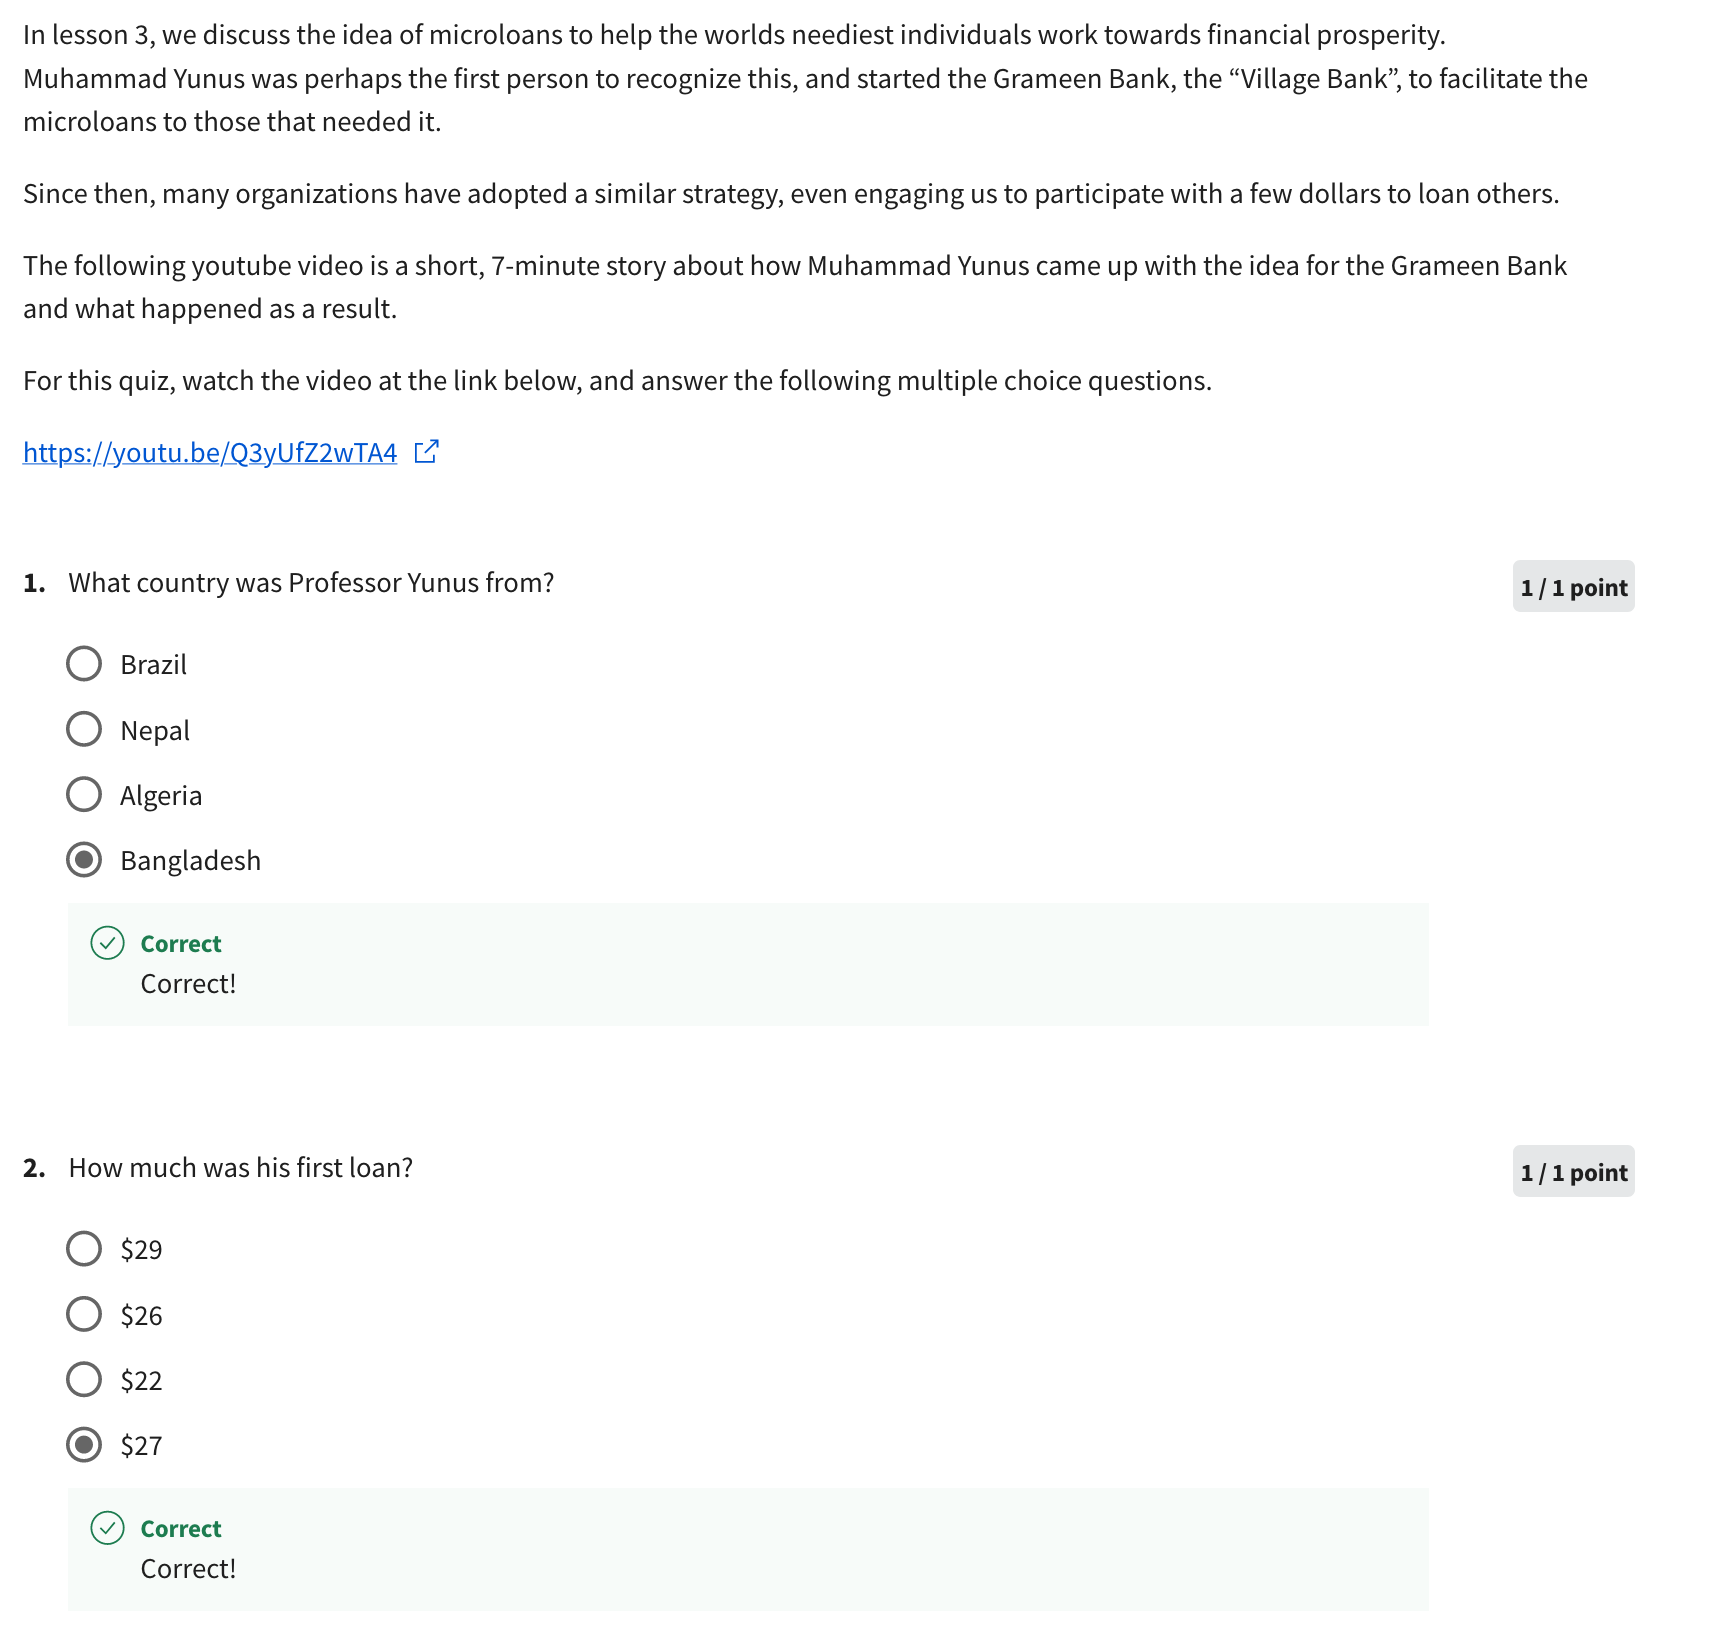 In lesson 3, we discuss the idea of microloans to help the worlds neediest individuals work towards financial prosperity.
Muhammad Yunus was perhaps the first person to recognize this, and started the Grameen Bank, the “Village Bank”, to facilitate the
microloans to those that needed it.
Since then, many organizations have adopted a similar strategy, even engaging us to participate with a few dollars to loan others.
The following youtube video is a short, 7-minute story about how Muhammad Yunus came up with the idea for the Grameen Bank
and what happened as a result.
For this quiz, watch the video at the link below, and answer the following multiple choice questions.
https://youtu.be/Q3yUfZ2wTA4
1. What country was Professor Yunus from?
1 / 1 point
Brazil
Nepal
Algeria
Bangladesh
Correct
Correct!
2. How much was his first loan?
1 / 1 point
$29
$26
$22
$27
Correct
Correct!